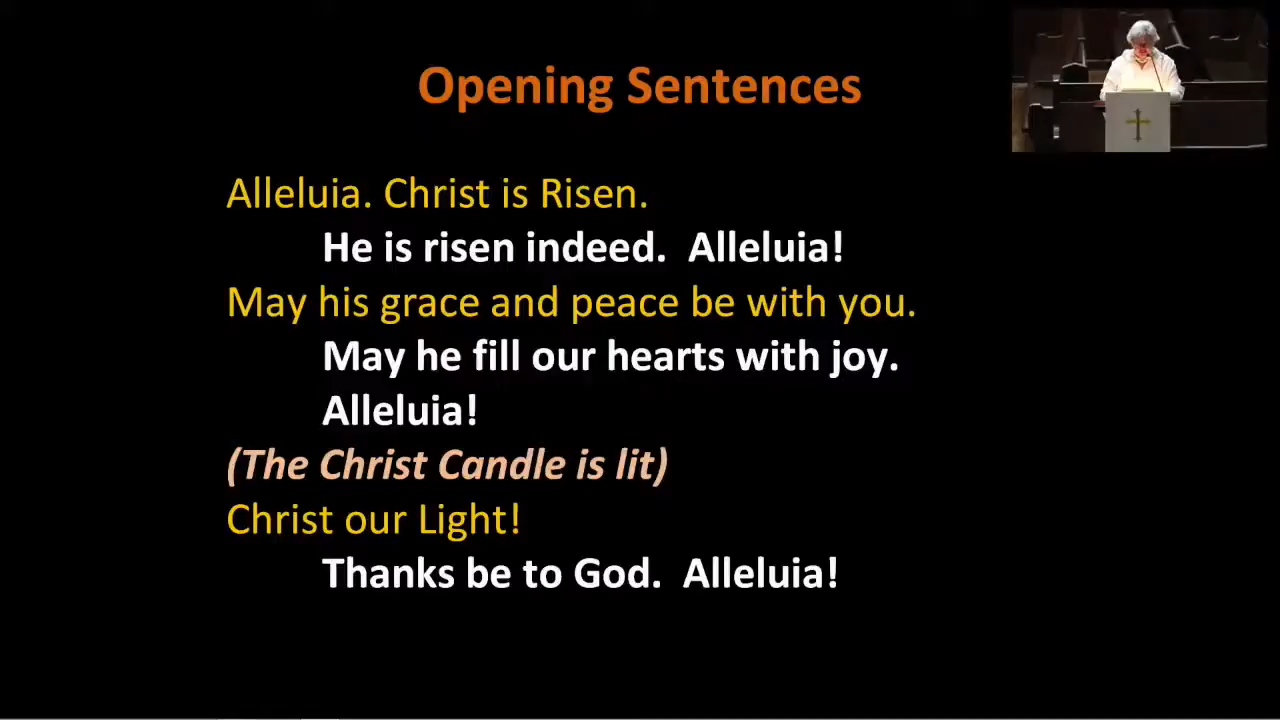 Opening Sentences
Alleluia. Christ is Risen.
He is risen indeed.  Alleluia!
May his grace and peace be with you.
May he fill our hearts with joy.
Alleluia!
(The Christ Candle is lit)
Christ our Light!
Thanks be to God.  Alleluia!